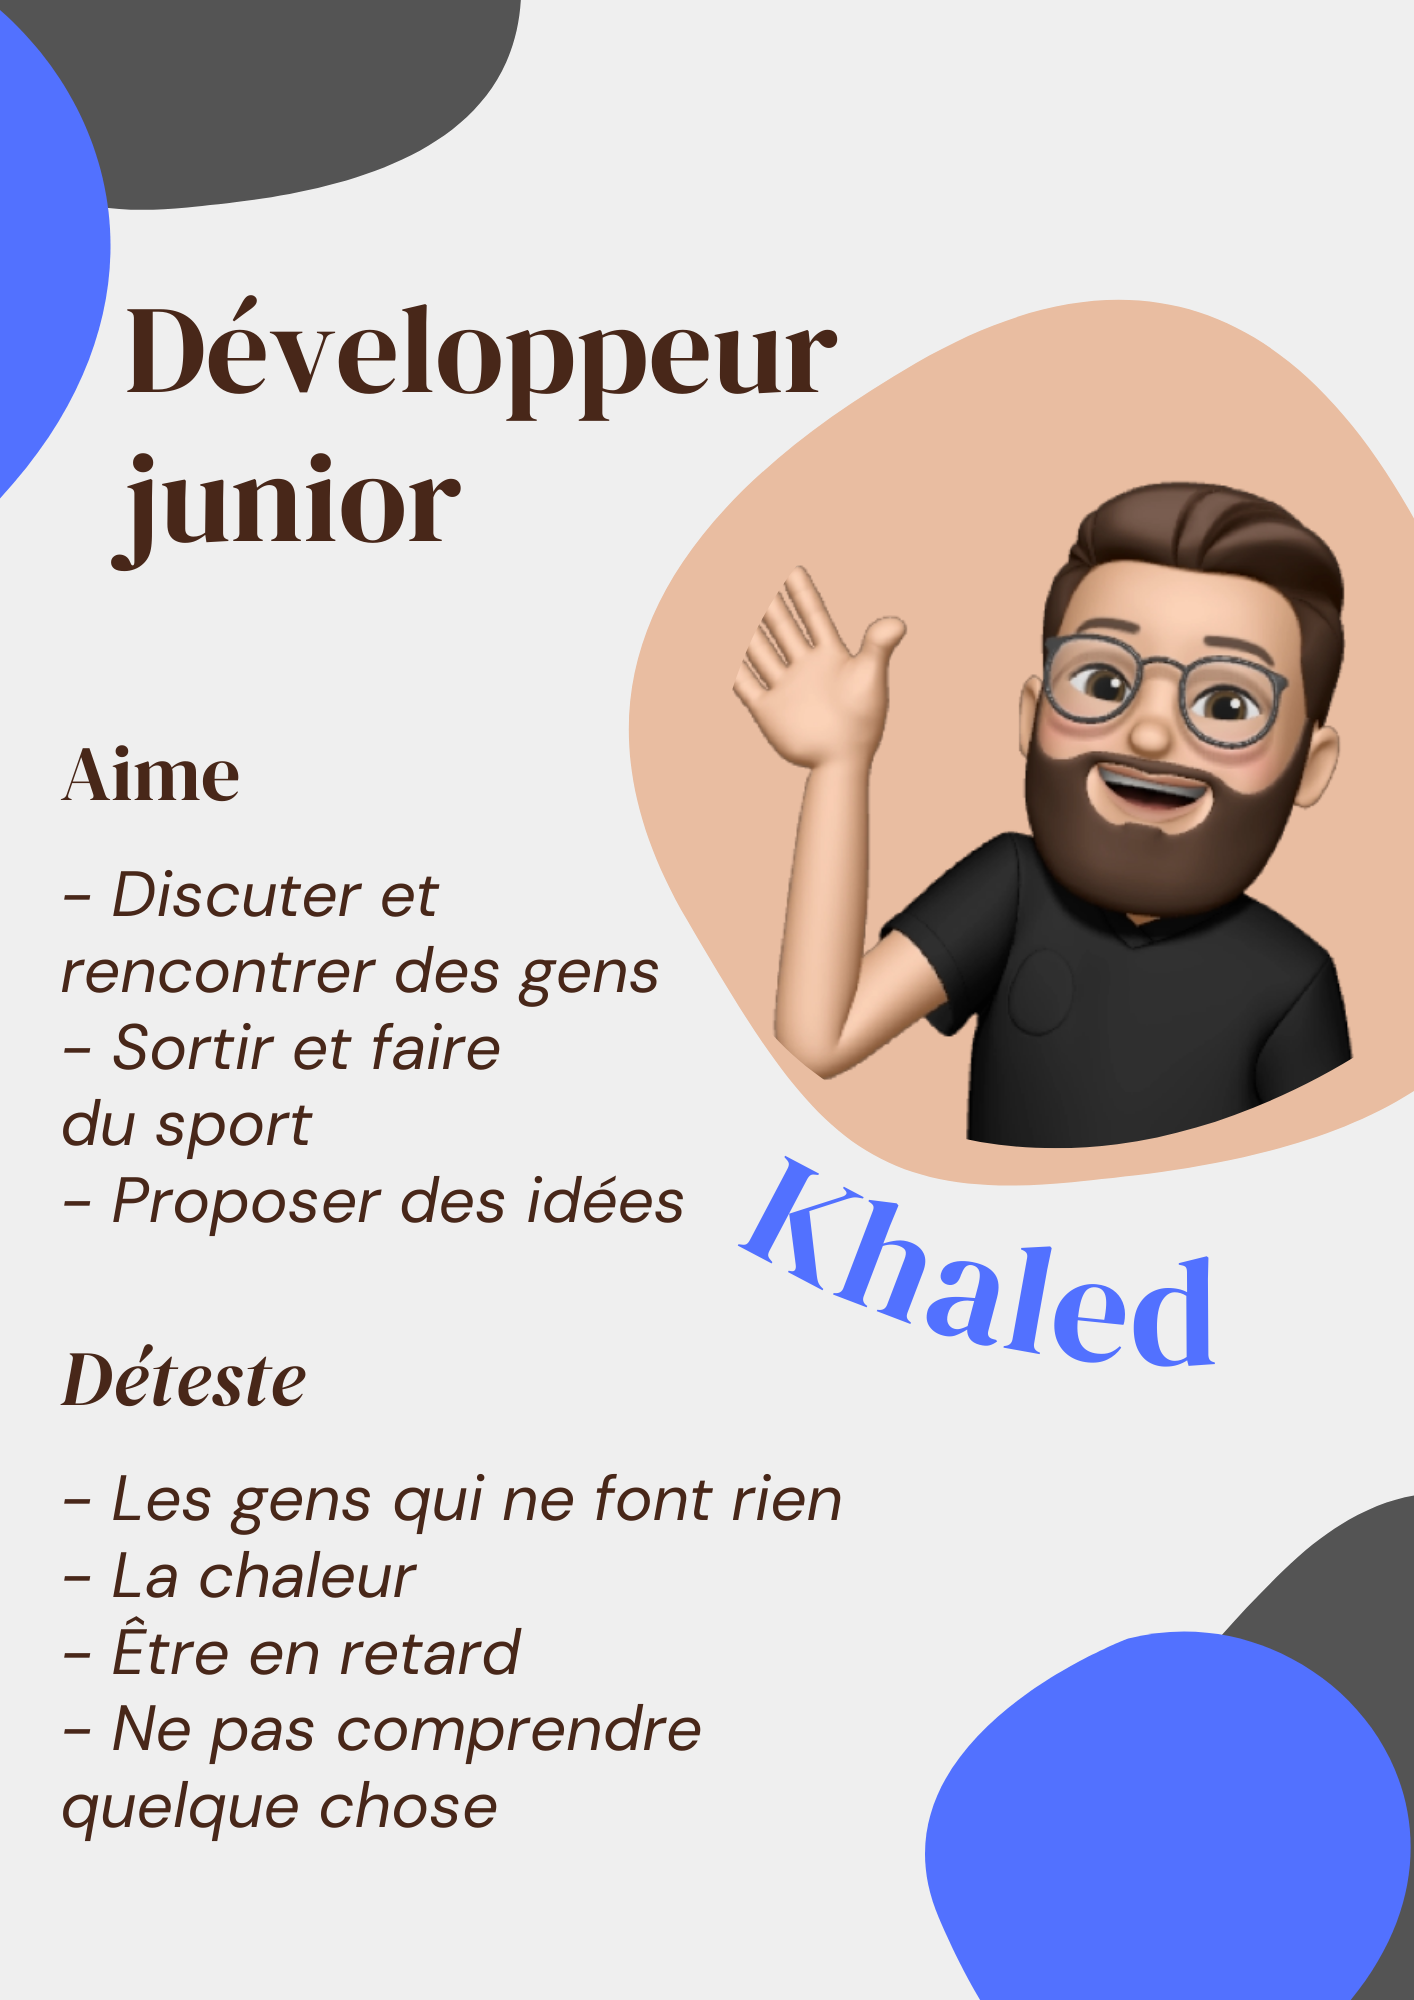 Développeur
junior
Aime
- Discuter et
rencontrer des gens
- Sortir et faire
du sport
- Proposer des idées
Khaled
Déteste
- Les gens qui ne font rien
- La chaleur
- Être en retard
- Ne pas comprendre
quelque chose